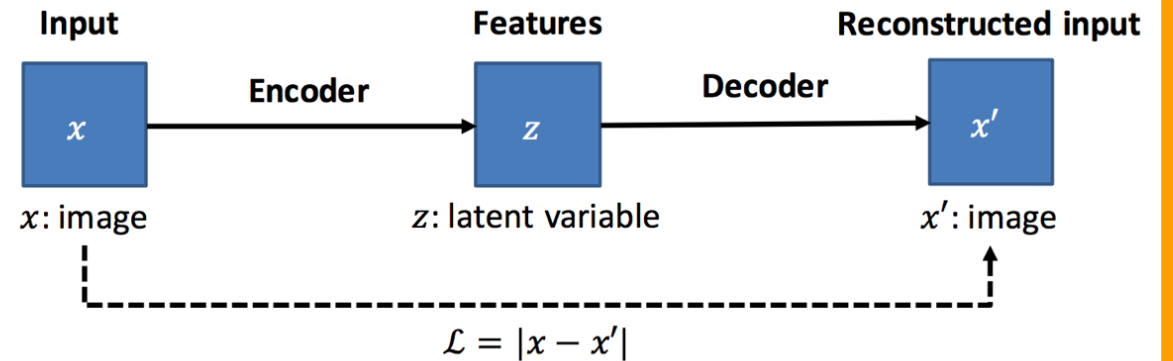 Input
Features
Reconstructed input
Encoder
Decoder
𝑥
𝑧
𝑥′
𝑥: image
𝑧: latent variable
𝑥′: image
ℒ = |𝑥 − 𝑥′|